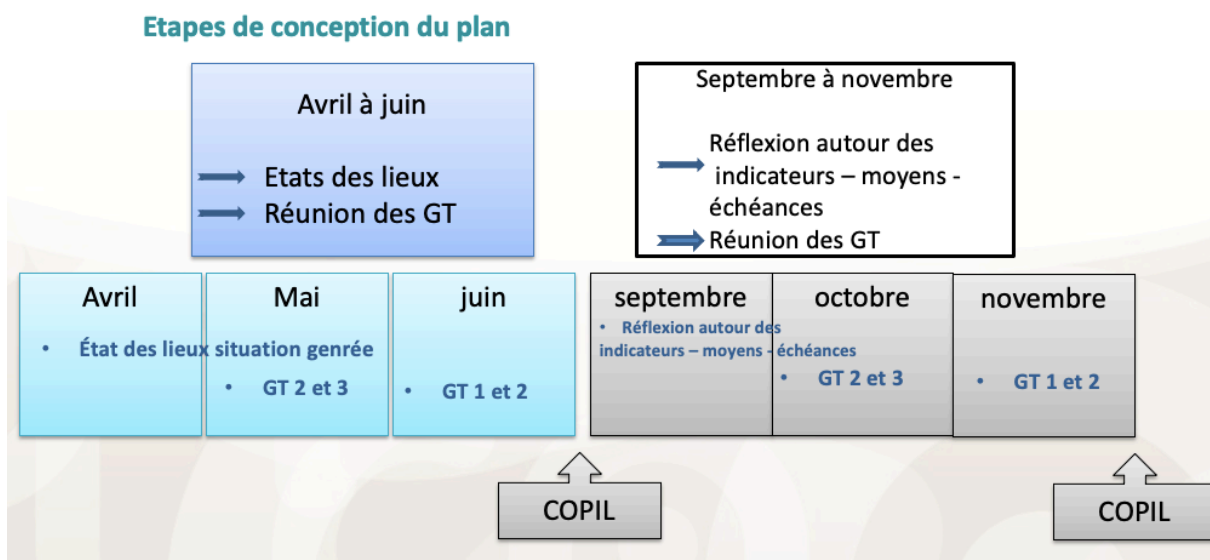 Etapes de conception du plan
Avril à juin
Etats des lieux
Réunion des GT
Septembre à novembre
Réflexion autour des
indicateurs – moyens -
échéances
Réunion des GT
Avril
Mai
juin
septembre
octobre
novembre
• État des lieux situation genrée
• GT 2 et 3
• GT 1 et 2
• Réflexion autour des
indicateurs – moyens - échéances
• GT 2 et 3
• GT 1 et 2
COPIL
COPIL